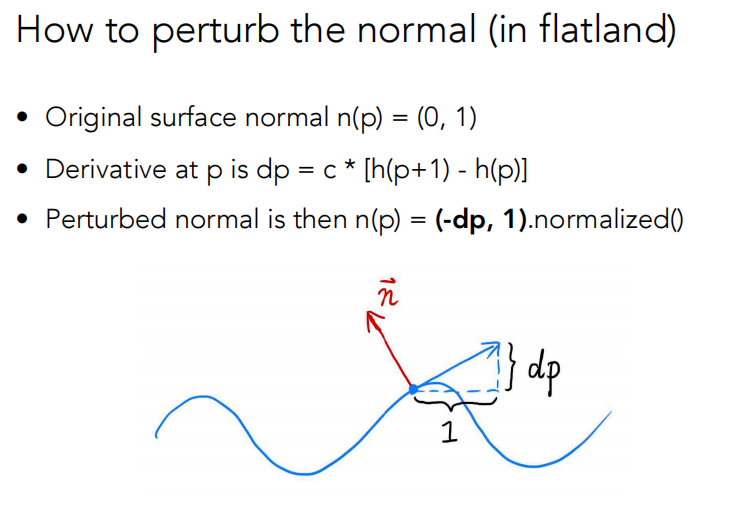 How to perturb the normal (in flatland)
• Original surface normal n(p) = (0, 1)
• Derivative at p is dp = c * [h(p+1) - h(p)]
• Perturbed normal is then n(p) = (-dp, 1).normalized()
n⃗
} dp
1